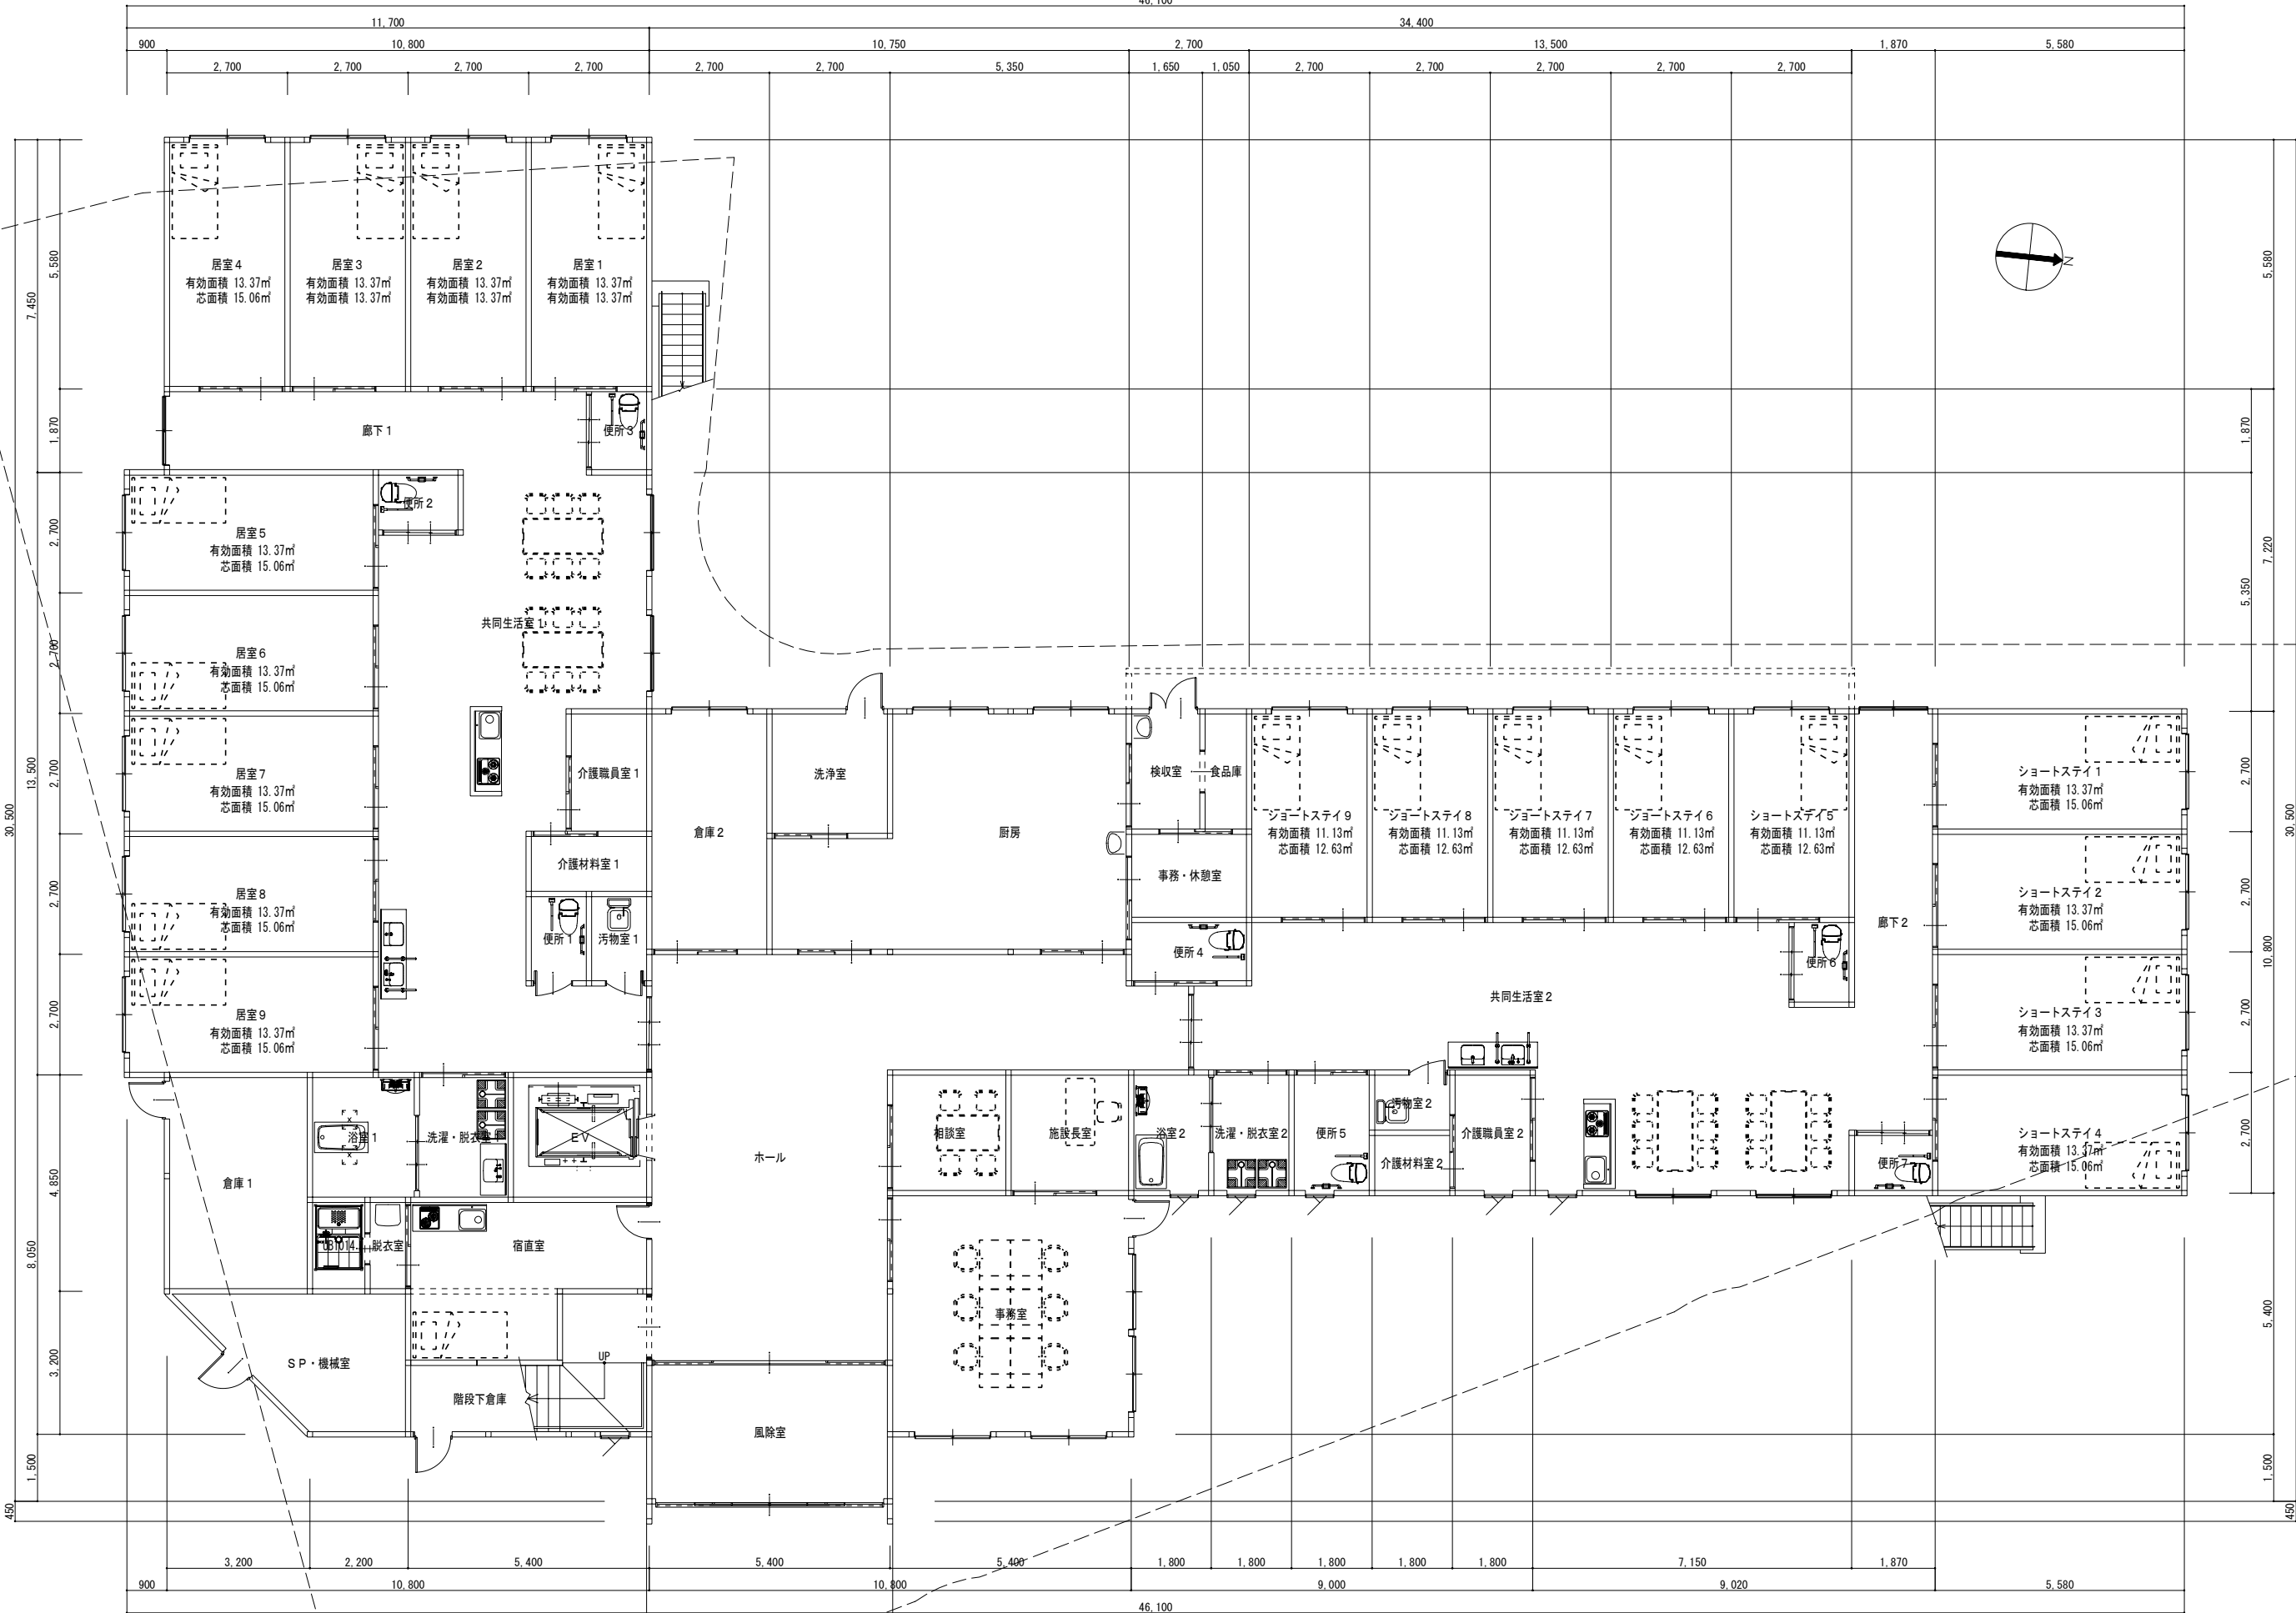 46,100
11,700
34,400
900
10,800
10,750
2,700
13,500
1,870
5,580
2,700
2,700
2,700
2,700
2,700
2,700
5,350
1,650
1,050
2,700
2,700
2,700
2,700
2,700
30,500
7,450
13,500
8,050
1,500
450
5,580
1,870
2,700
2,700
2,700
2,700
2,700
4,850
3,200
居室4
有効面積 13.37㎡
芯面積 15.06㎡
居室3
有効面積 13.37㎡
有効面積 13.37㎡
居室2
有効面積 13.37㎡
有効面積 13.37㎡
居室1
有効面積 13.37㎡
有効面積 13.37㎡
N
廊下1
便所3
便所2
居室5
有効面積 13.37㎡
芯面積 15.06㎡
共同生活室1
居室6
有効面積 13.37㎡
芯面積 15.06㎡
居室7
有効面積 13.37㎡
芯面積 15.06㎡
居室8
有効面積 13.37㎡
芯面積 15.06㎡
居室9
有効面積 13.37㎡
芯面積 15.06㎡
介護職員室1
介護材料室1
便所1
汚物室1
倉庫2
洗浄室
厨房
検収室
食品庫
事務・休憩室
便所4
ショートステイ9
有効面積 11.13㎡
芯面積 12.63㎡
ショートステイ8
有効面積 11.13㎡
芯面積 12.63㎡
ショートステイ7
有効面積 11.13㎡
芯面積 12.63㎡
ショートステイ6
有効面積 11.13㎡
芯面積 12.63㎡
ショートステイ5
有効面積 11.13㎡
芯面積 12.63㎡
廊下2
便所6
共同生活室2
ショートステイ1
有効面積 13.37㎡
芯面積 15.06㎡
ショートステイ2
有効面積 13.37㎡
芯面積 15.06㎡
ショートステイ3
有効面積 13.37㎡
芯面積 15.06㎡
ショートステイ4
有効面積 13.37㎡
芯面積 15.06㎡
倉庫1
浴室1
洗濯・脱衣室
EV
ホール
相談室
施設長室
浴室2
洗濯・脱衣室2
便所5
汚物室2
介護材料室2
介護職員室2
便所7
脱衣室
宿直室
事務室
SP・機械室
UP
階段下倉庫
風除室
5,580
1,870
5,350
7,220
2,700
2,700
2,700
2,700
10,800
30,500
5,400
1,500
450
3,200
2,200
5,400
5,400
5,400
1,800
1,800
1,800
1,800
1,800
7,150
1,870
900
10,800
10,800
9,000
9,020
5,580
46,100